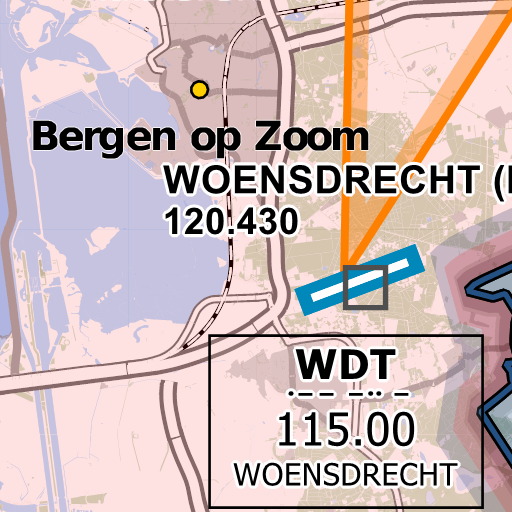 Bergen op Zoom
WOENSDRECHT (
120.430
WDT
115.00
WOENSDRECHT